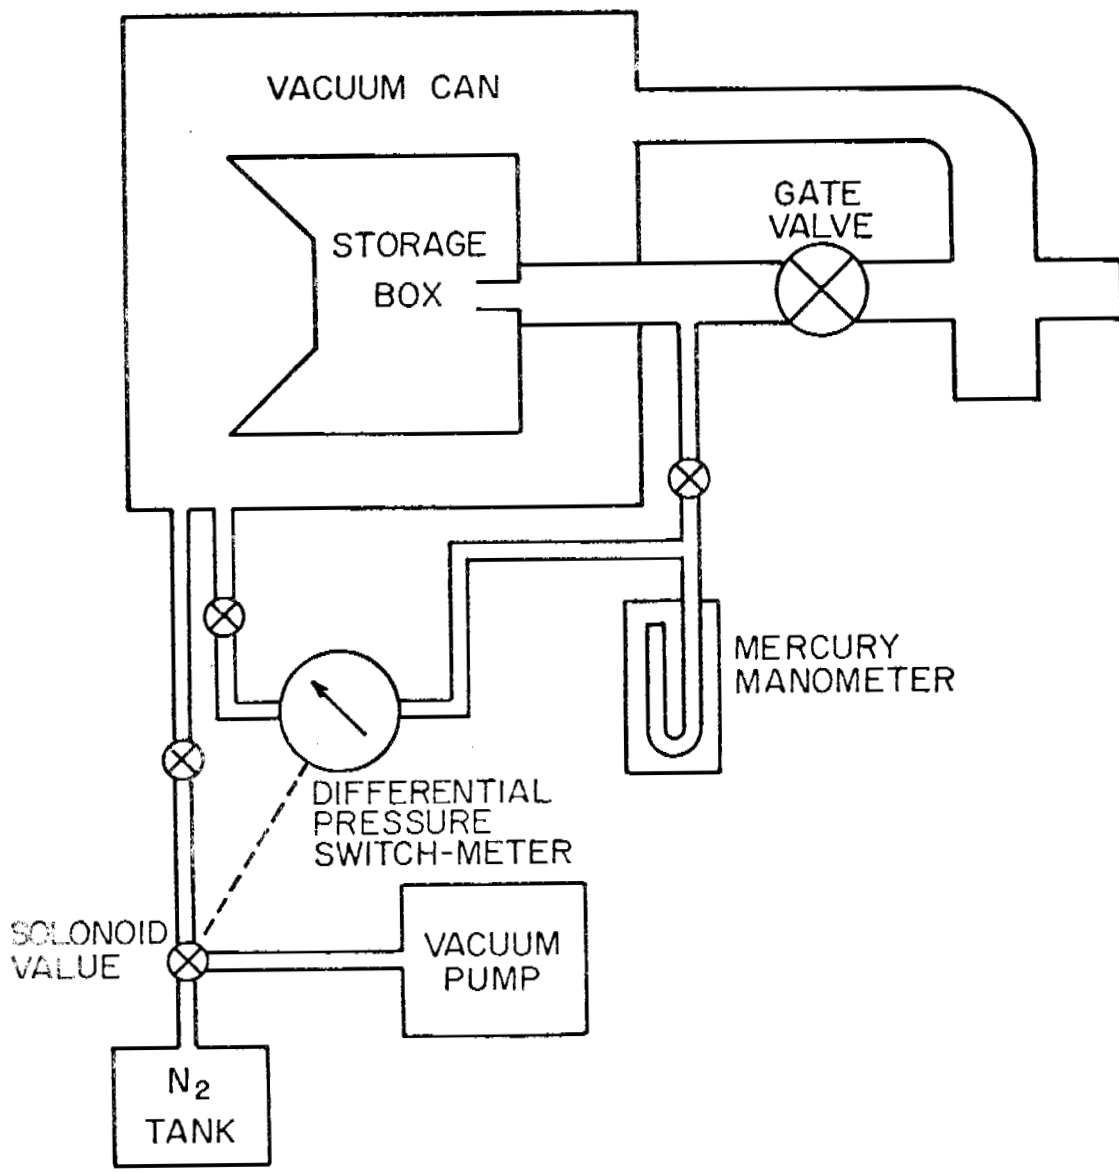 VACUUM CAN
GATE
VALVE
STORAGE
BOX
MERCURY
MANOMETER
DIFFERENTIAL
PRESSURE
SWITCH-METER
SOLONOID
VALUE
VACUUM
PUMP
N2
TANK